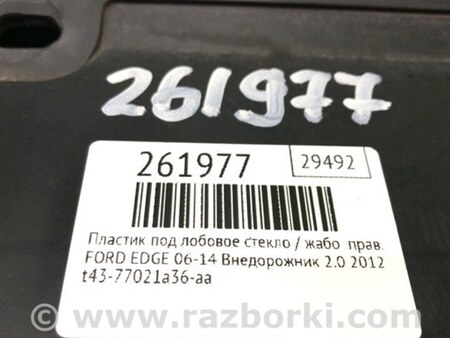 261977
261977
29492
Пластик под лобовое стекло / жабо прав.
FORD EDGE 06-14 Внедорожник 2.0 2012
t43-77021a36-aa
www.razborki.com